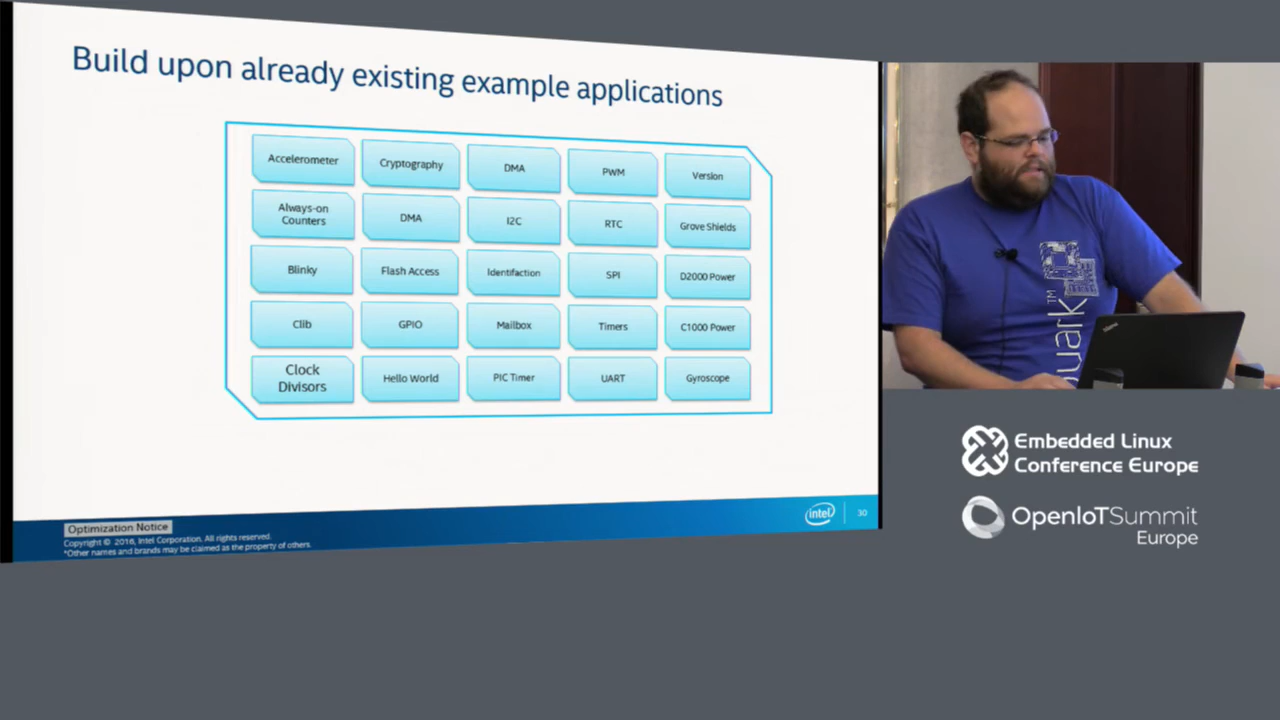 Build upon already existing example applications
Accelerometer
Cryptography
DMA
PWM
Version
Always-on
Counters
DMA
I2C
RTC
Grove Shields
Blinky
Flash Access
Identifaction
SPI
D2000 Power
Clib
GPIO
Mailbox
Timers
C1000 Power
Clock
Divisors
Hello World
PIC Timer
UART
Gyroscope
Optimization Notice
Copyright © 2016, Intel Corporation. All rights reserved.
*Other names and brands may be claimed as the property of others.
intel
30
quark™
Embedded Linux
Conference Europe
OpenIoTSummit
Europe